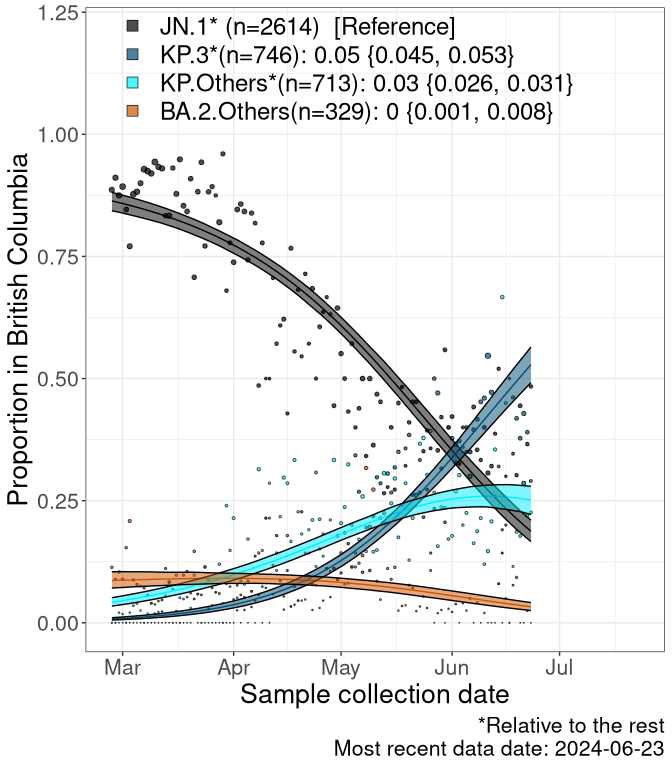 JN.1* (n=2614)  [Reference]
KP.3*(n=746): 0.05 {0.045, 0.053}
KP.Others*(n=713): 0.03 {0.026, 0.031}
BA.2.Others(n=329): 0 {0.001, 0.008}
1.25
1.00
0.75
0.50
0.25
0.00
Proportion in British Columbia
Mar Apr May Jun Jul
Sample collection date
*Relative to the rest
Most recent data date: 2024-06-23